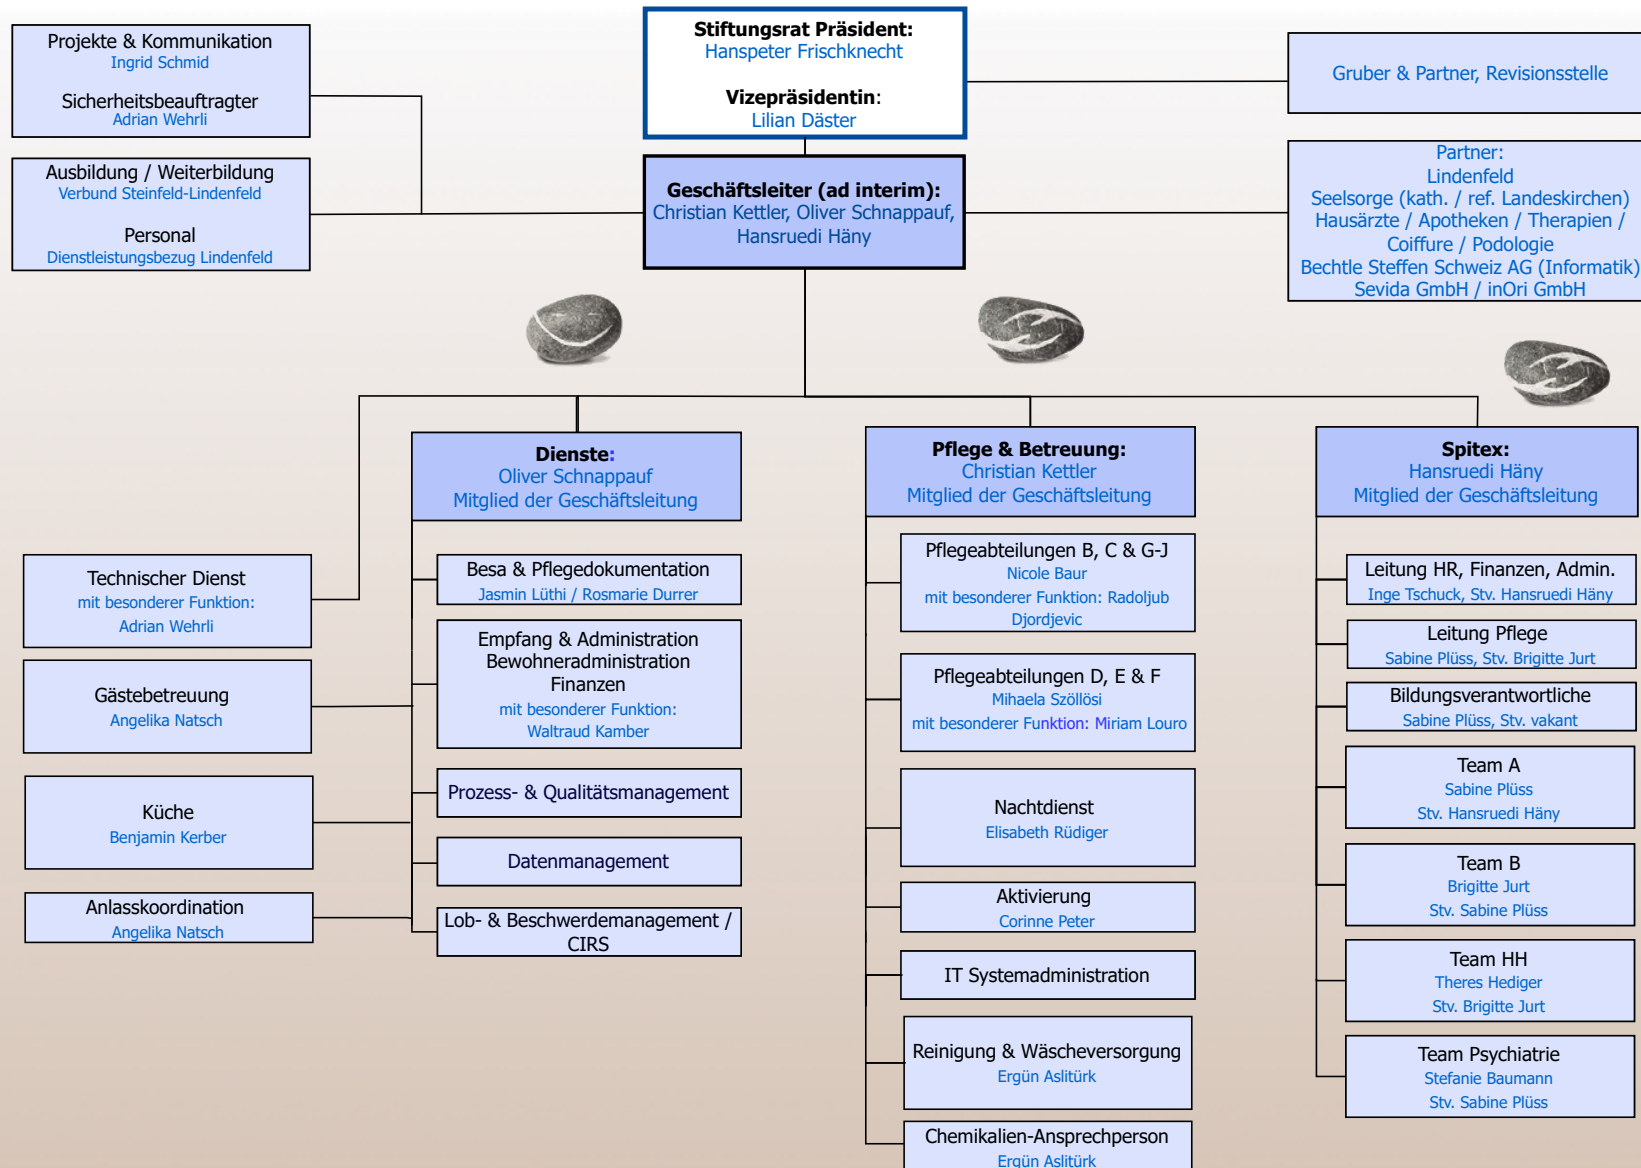 Projekte & Kommunikation
Ingrid Schmid
Sicherheitsbeauftragter
Adrian Wehrli
Ausbildung / Weiterbildung
Verbund Steinfeld-Lindenfeld
Personal
Dienstleistungsbezug Lindenfeld
Stiftungsrat Präsident:
Hanspeter Frischknecht
Vizepräsidentin:
Lilian Däster
Geschäftsleiter (ad interim):
Christian Kettler, Oliver Schnappauf,
Hansruedi Häny
Gruber & Partner, Revisionsstelle
Partner:
Lindenfeld
Seelsorge (kath. / ref. Landeskirchen)
Hausärzte / Apotheken / Therapien /
Coiffure / Podologie
Bechtle Steffen Schweiz AG (Informatik)
Sevida GmbH / inOri GmbH
Technischer Dienst
mit besonderer Funktion:
Adrian Wehrli
Gästebetreuung
Angelika Natsch
Küche
Benjamin Kerber
Anlasskoordination
Angelika Natsch
Dienste:
Oliver Schnappauf
Mitglied der Geschäftsleitung
Besa & Pflegedokumentation
Jasmin Lüthi / Rosmarie Durrer
Empfang & Administration
Bewohneradministration
Finanzen
mit besonderer Funktion:
Waltraud Kamber
Prozess- & Qualitätsmanagement
Datenmanagement
Lob- & Beschwerdemanagement /
CIRS
Pflege & Betreuung:
Christian Kettler
Mitglied der Geschäftsleitung
Pflegeabteilungen B, C & G-J
Nicole Baur
mit besonderer Funktion: Radoljub
Djordjevic
Pflegeabteilungen D, E & F
Mihaela Szöllösi
mit besonderer Funktion: Miriam Louro
Nachtdienst
Elisabeth Rüdiger
Aktivierung
Corinne Peter
IT Systemadministration
Reinigung & Wäscheversorgung
Ergün Aslitürk
Chemikalien-Ansprechperson
Ergün Aslitürk
Spitex:
Hansruedi Häny
Mitglied der Geschäftsleitung
Leitung HR, Finanzen, Admin.
Inge Tschuck, Stv. Hansruedi Häny
Leitung Pflege
Sabine Plüss, Stv. Brigitte Jurt
Bildungsverantwortliche
Sabine Plüss, Stv. vakant
Team A
Sabine Plüss
Stv. Hansruedi Häny
Team B
Brigitte Jurt
Stv. Sabine Plüss
Team HH
Theres Hediger
Stv. Brigitte Jurt
Team Psychiatrie
Stefanie Baumann
Stv. Sabine Plüss